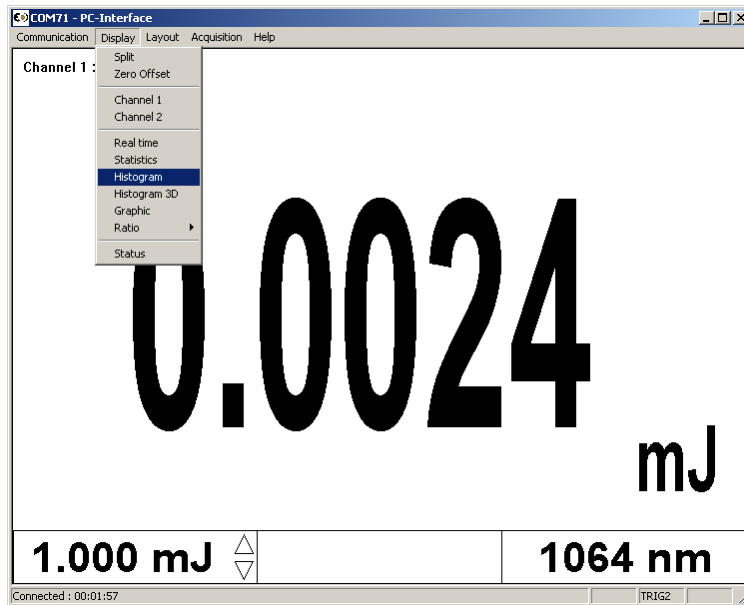 COM71 - PC-Interface
Communication Display Layout Acquisition Help
Channel 1 :
Split
Zero Offset
Channel 1
Channel 2
Real time
Statistics
Histogram
Histogram 3D
Graphic
Ratio
Status
0.0024
mJ
1.000 mJ
1064 nm
Connected : 00:01:57
TRIG2